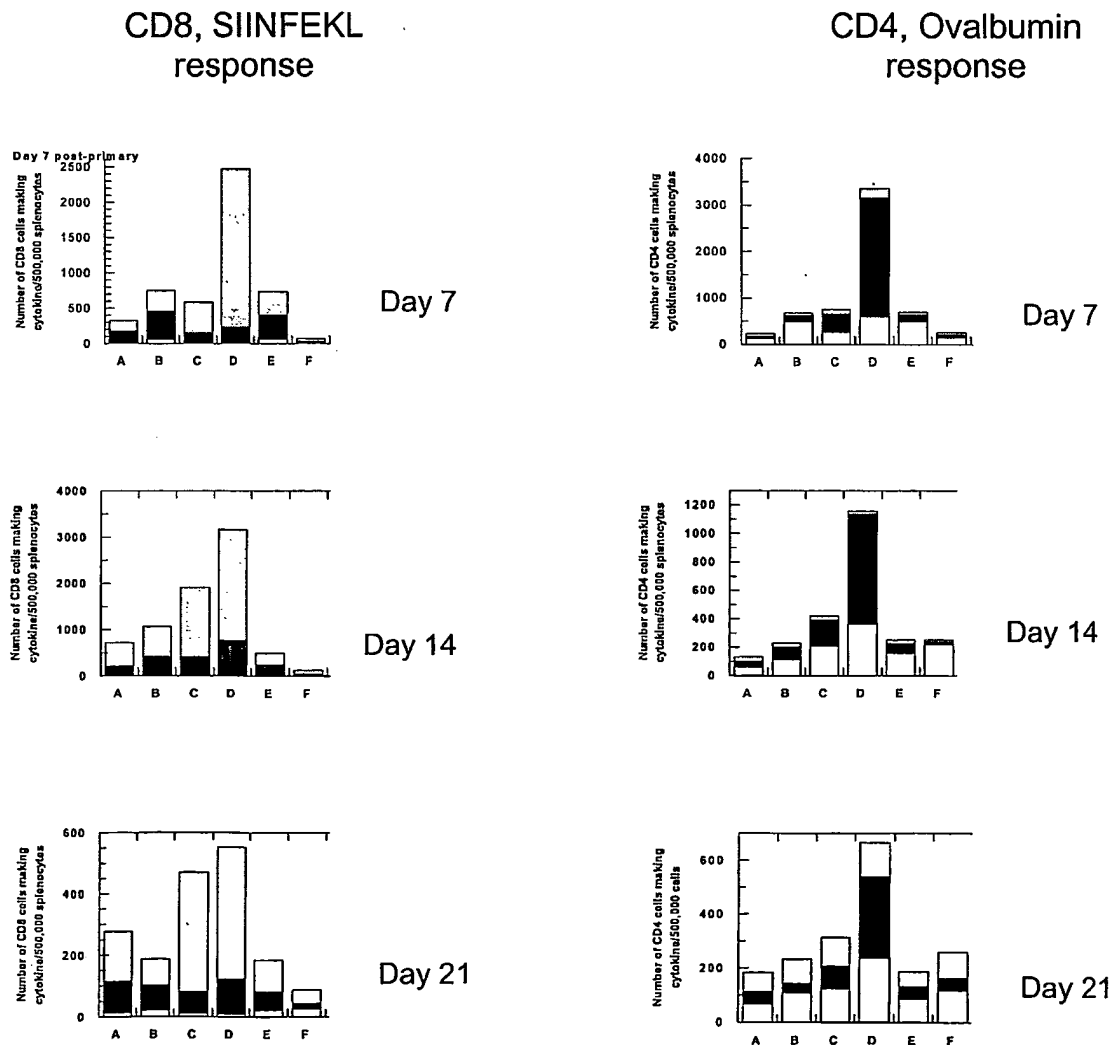 CD8, SIINFEKL
response
CD4, Ovalbumin
response
Day 7 post-primary
Number of CD8 cells making
cytokine/500,000 splenocytes
2500
2000
1500
1000
500
0
A B C D E F
Day 7
Number of CD4 cells making
cytokine/500,000 splenocytes
4000
3000
2000
1000
0
A B C D E F
Day 7
Number of CD8 cells making
cytokine/500,000 splenocytes
4000
3000
2000
1000
0
A B C D E F
Day 14
Number of CD4 cells making
cytokine/500,000 splenocytes
1200
1000
800
600
400
200
0
A B C D E F
Day 14
Number of CD8 cells making
cytokine/500,000 splenocytes
600
400
200
0
A B C D E F
Day 21
Number of CD4 cells making
cytokine/500,000 cells
600
400
200
0
A B C D E F
Day 21